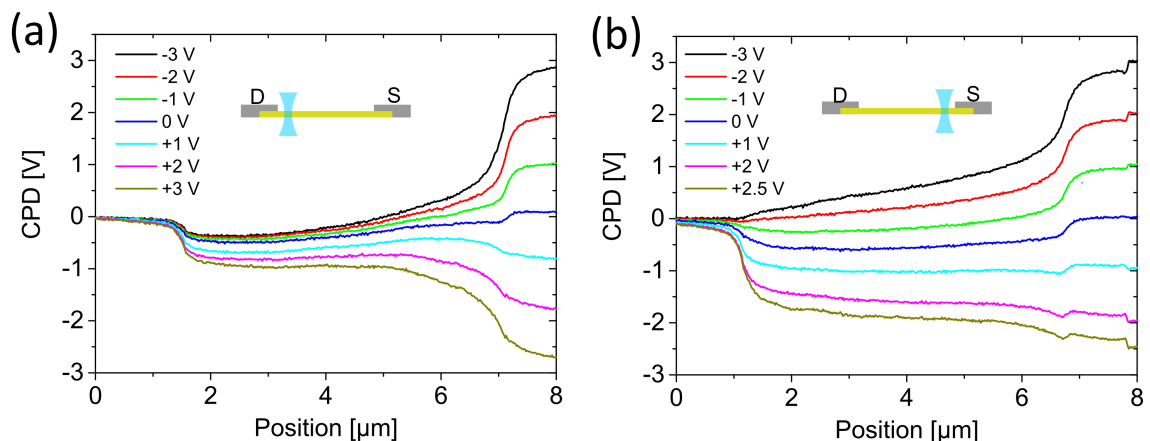 (a)
3
2
1
0
-1
-2
-3
CPD [V]
-3 V
-2 V
-1 V
0 V
+1 V
+2 V
+3 V
D
S
0
2
4
6
8
Position [µm]
(b)
3
2
1
0
-1
-2
-3
CPD [V]
-3 V
-2 V
-1 V
0 V
+1 V
+2 V
+2.5 V
D
S
0
2
4
6
8
Position [µm]